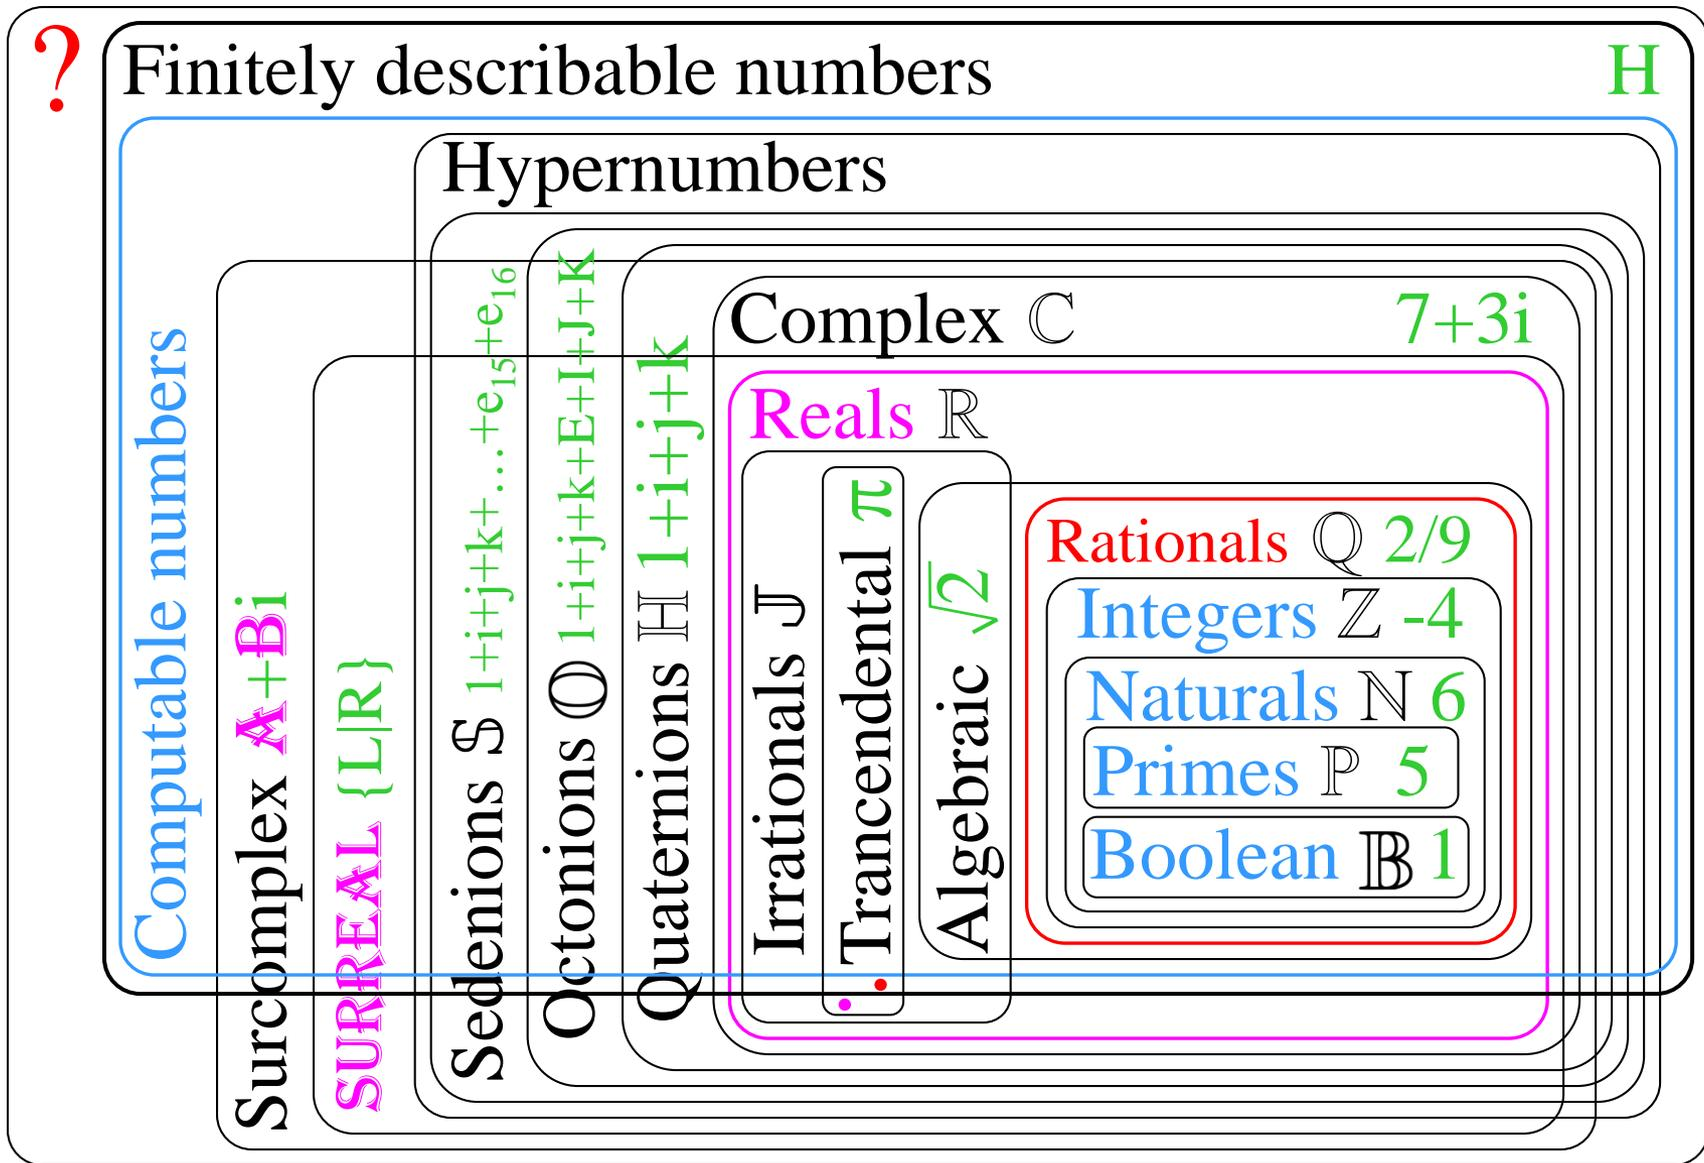 ?
Finitely describable numbers H
Computable numbers
Hypernumbers
Surcomplex 𝔸+𝔹i
SURREAL {L|R}
Sedenions 𝕊 1+i+j+k+...+e₁₅+e₁₆
Octonions 𝕆 1+i+j+k+E+I+J+K
Quaternions ℍ 1+i+j+k
Complex ℂ 7+3i
Reals ℝ
Irrationals 𝕁
Trancendental π
Algebraic √2
Rationals ℚ 2/9
Integers ℤ -4
Naturals ℕ 6
Primes ℙ 5
Boolean 𝔹 1